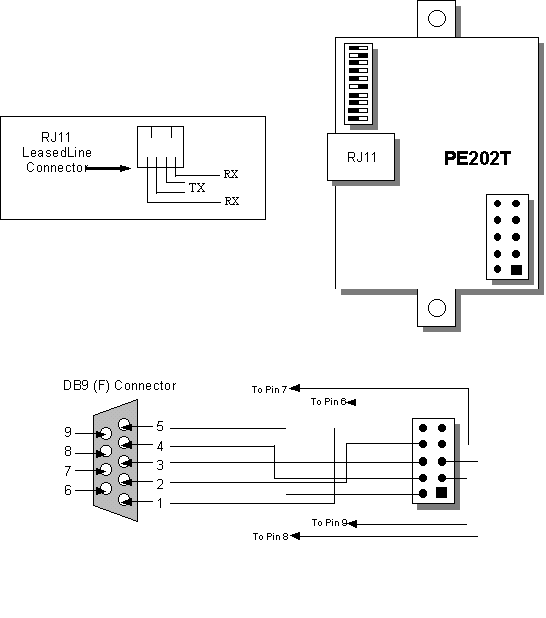 RJ11
LeasedLine
Connector
RX
TX
RX
RJ11
PE202T
DB9 (F) Connector
To Pin 7
To Pin 6
9
8
7
6
5
4
3
2
1
To Pin 9
To Pin 8